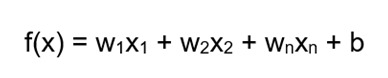 f(x) = w₁x₁ + w₂x₂ + wₙxₙ + b